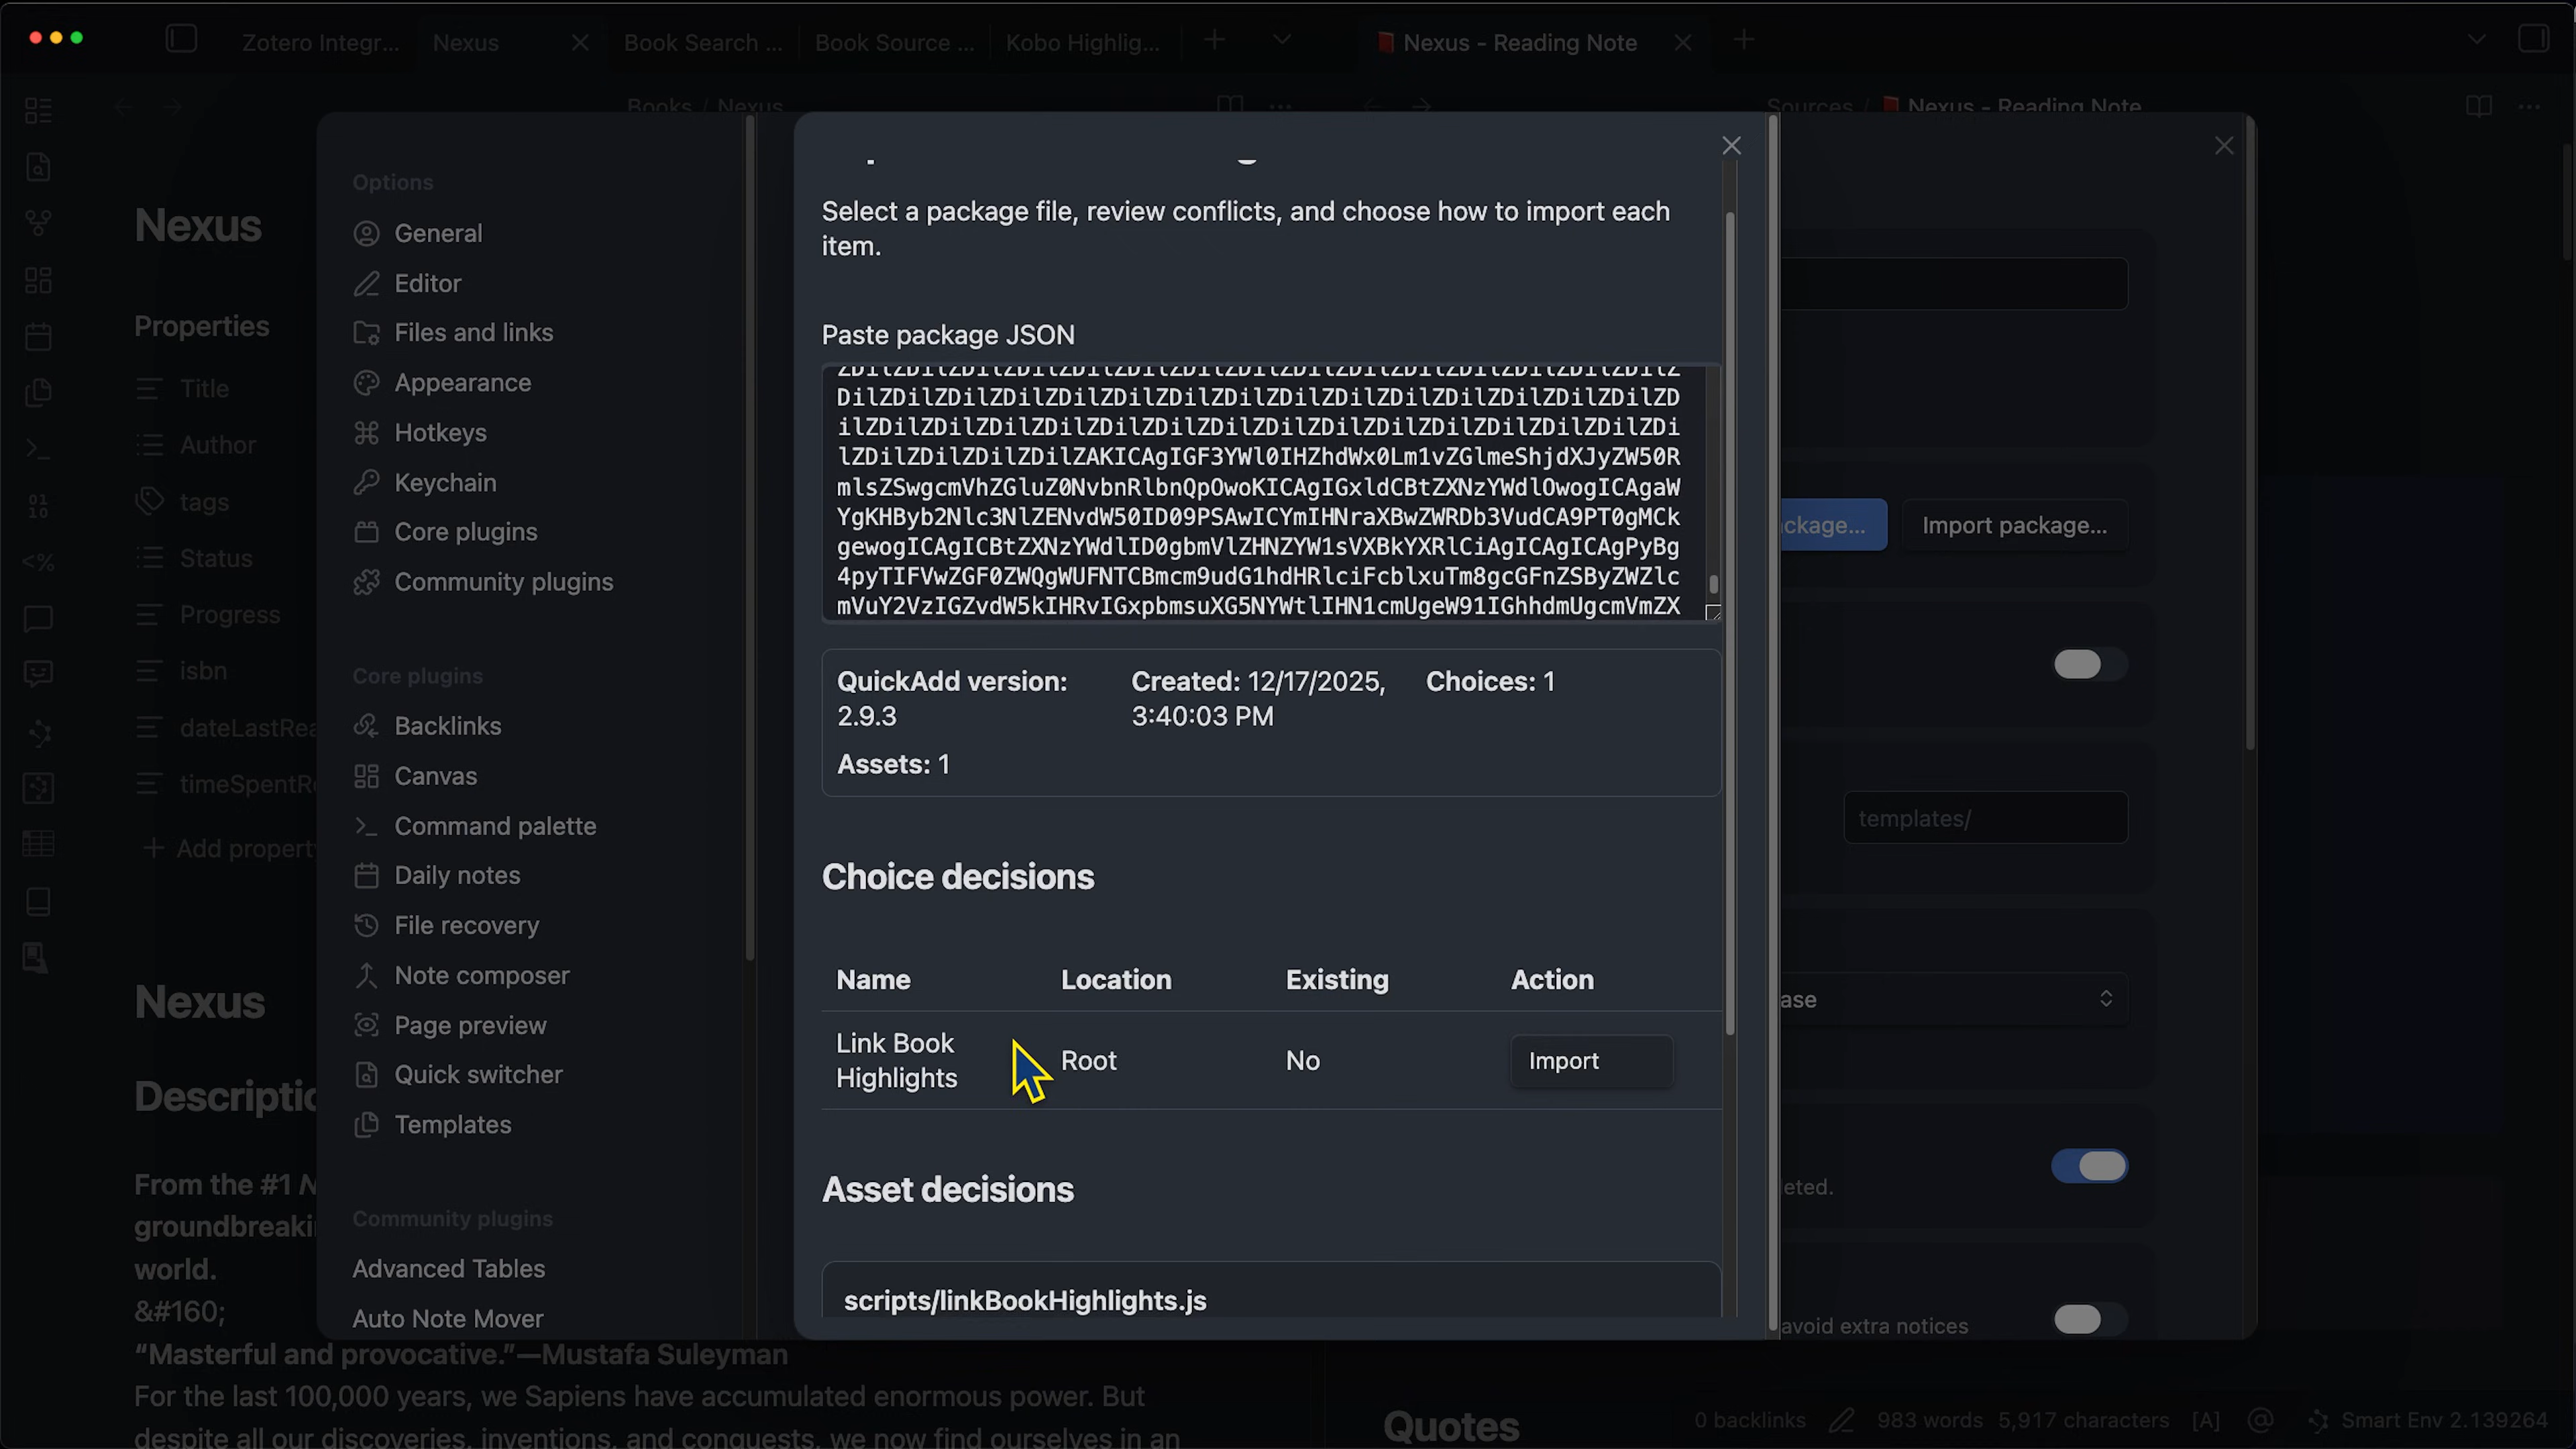 Zotero Integr...
Nexus
Book Search ...
Book Source ...
Kobo Highlig...
Nexus - Reading Note
Books / Nexus
Sources / Nexus - Reading Note
Nexus
Properties
Title
Author
tags
Status
Progress
isbn
dateLastRea
timeSpentR
Add property
Nexus
Descriptio
From the #1 N
groundbreaki
world.
&#160;
“Masterful and provocative.”—Mustafa Suleyman
For the last 100,000 years, we Sapiens have accumulated enormous power. But
despite all our discoveries, inventions, and conquests, we now find ourselves in an
Options
General
Editor
Files and links
Appearance
Hotkeys
Keychain
Core plugins
Community plugins
Core plugins
Backlinks
Canvas
Command palette
Daily notes
File recovery
Note composer
Page preview
Quick switcher
Templates
Community plugins
Advanced Tables
Auto Note Mover
Select a package file, review conflicts, and choose how to import each
item.
Paste package JSON
DilZDilZDilZDilZDilZDilZDilZDilZDilZDilZDilZDilZDilZDilZDilZD
ilZDilZDilZDilZDilZDilZDilZDilZDilZDilZDilZDilZDilZDilZDilZDi
lZDilZDilZDilZDilZAKICAgIGF3YWl0IHZhdWx0Lm1vZGlmeShjdXJyZW50R
mlsZSwgcmVhZGluZ0NvbnRlbnQpOwoKICAgIGxldCBtZXNzYWdlOwogICAgaW
YgKHByb2Nlc3NlZENvdW50ID09PSAwICYmIHNraXBwZWRDb3VudCA9PT0gMCk
gewogICAgICBtZXNzYWdlID0gbmVlZHNZYW1sVXBkYXRlCiAgICAgICAgPyBg
4pyTIFVwZGF0ZWQgWUFNTCBmcm9udG1hdHRlciFcblxuTm8gcGFnZSByZWZlc
mVuY2VzIGZvdW5kIHRvIGxpbmsuXG5NYWtlIHN1cmUgeW91IGhhdmUgcmVmZX
QuickAdd version:
2.9.3
Created: 12/17/2025,
3:40:03 PM
Choices: 1
Assets: 1
Choice decisions
Name Location Existing Action
Link Book
Highlights
Root
No
Import
Asset decisions
scripts/linkBookHighlights.js
ckage...
Import package...
templates/
ase
eted.
avoid extra notices
Quotes
0 backlinks
983 words 5,917 characters
[A]
Smart Env 2.139264